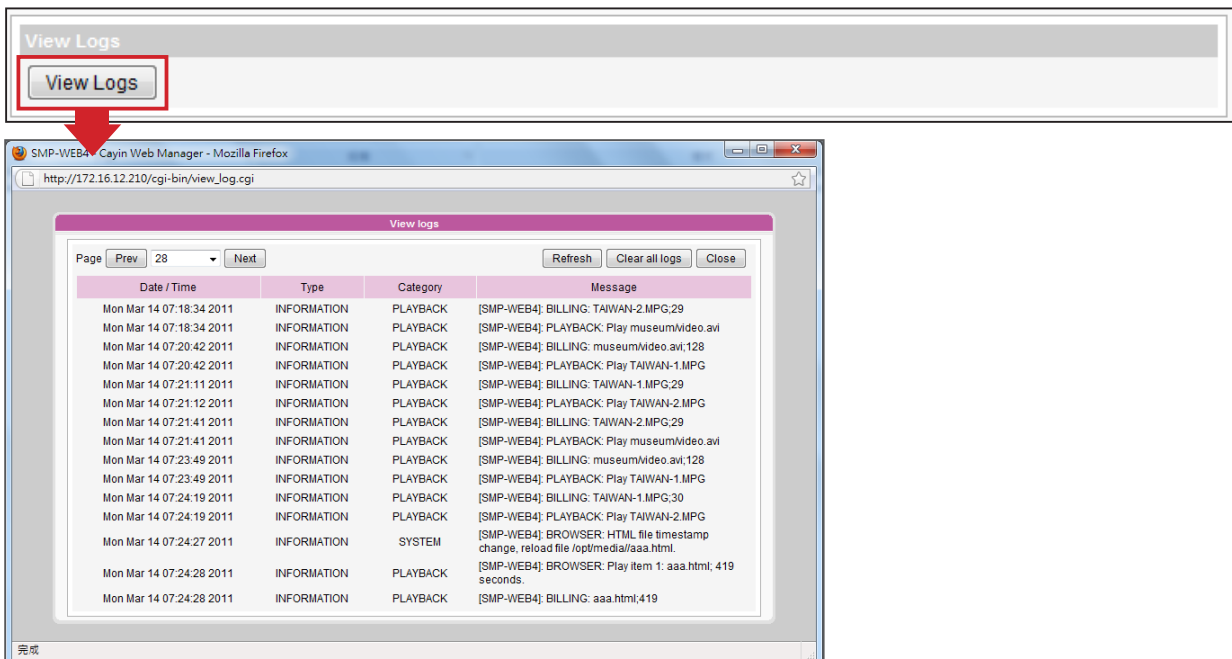 View Logs
View Logs
SMP-WEB4 - Cayin Web Manager - Mozilla Firefox
http://172.16.12.210/cgi-bin/view_log.cgi
View logs
Page Prev 28 Next Refresh Clear all logs Close
Date / Time Type Category Message
Mon Mar 14 07:18:34 2011 INFORMATION PLAYBACK [SMP-WEB4]: BILLING: TAIWAN-2.MPG;29
Mon Mar 14 07:18:34 2011 INFORMATION PLAYBACK [SMP-WEB4]: PLAYBACK: Play museum/video.avi
Mon Mar 14 07:20:42 2011 INFORMATION PLAYBACK [SMP-WEB4]: BILLING: museum/video.avi;128
Mon Mar 14 07:20:42 2011 INFORMATION PLAYBACK [SMP-WEB4]: PLAYBACK: Play TAIWAN-1.MPG
Mon Mar 14 07:21:11 2011 INFORMATION PLAYBACK [SMP-WEB4]: BILLING: TAIWAN-1.MPG;29
Mon Mar 14 07:21:12 2011 INFORMATION PLAYBACK [SMP-WEB4]: PLAYBACK: Play TAIWAN-2.MPG
Mon Mar 14 07:21:41 2011 INFORMATION PLAYBACK [SMP-WEB4]: BILLING: TAIWAN-2.MPG;29
Mon Mar 14 07:21:41 2011 INFORMATION PLAYBACK [SMP-WEB4]: PLAYBACK: Play museum/video.avi
Mon Mar 14 07:23:49 2011 INFORMATION PLAYBACK [SMP-WEB4]: BILLING: museum/video.avi;128
Mon Mar 14 07:23:49 2011 INFORMATION PLAYBACK [SMP-WEB4]: PLAYBACK: Play TAIWAN-1.MPG
Mon Mar 14 07:24:19 2011 INFORMATION PLAYBACK [SMP-WEB4]: BILLING: TAIWAN-1.MPG;30
Mon Mar 14 07:24:19 2011 INFORMATION PLAYBACK [SMP-WEB4]: PLAYBACK: Play TAIWAN-2.MPG
Mon Mar 14 07:24:27 2011 INFORMATION SYSTEM [SMP-WEB4]: BROWSER: HTML file timestamp
change, reload file /opt/media//aaa.html.
Mon Mar 14 07:24:28 2011 INFORMATION PLAYBACK [SMP-WEB4]: BROWSER: Play item 1: aaa.html; 419
seconds.
Mon Mar 14 07:24:28 2011 INFORMATION PLAYBACK [SMP-WEB4]: BILLING: aaa.html;419
完成